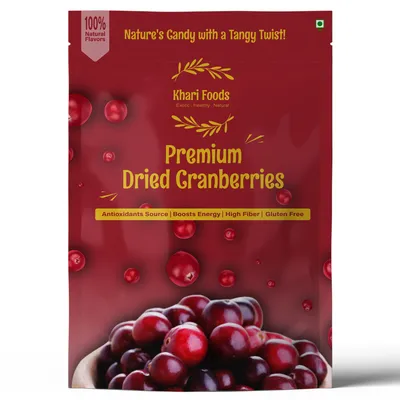 100%
Natural
Flavors
Nature's Candy with a Tangy Twist!
Khari Foods
Premium
Dried Cranberries
Antioxidants Source | Boosts Energy | High Fiber | Gluten Free